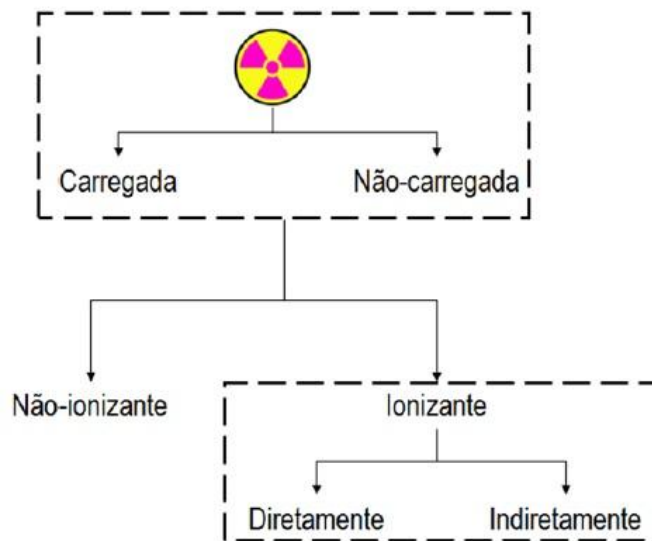 Carregada Não-carregada
Não-ionizante Ionizante
Diretamente Indiretamente